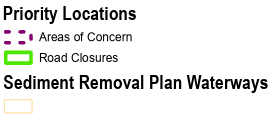 Priority Locations
Areas of Concern
Road Closures
Sediment Removal Plan Waterways